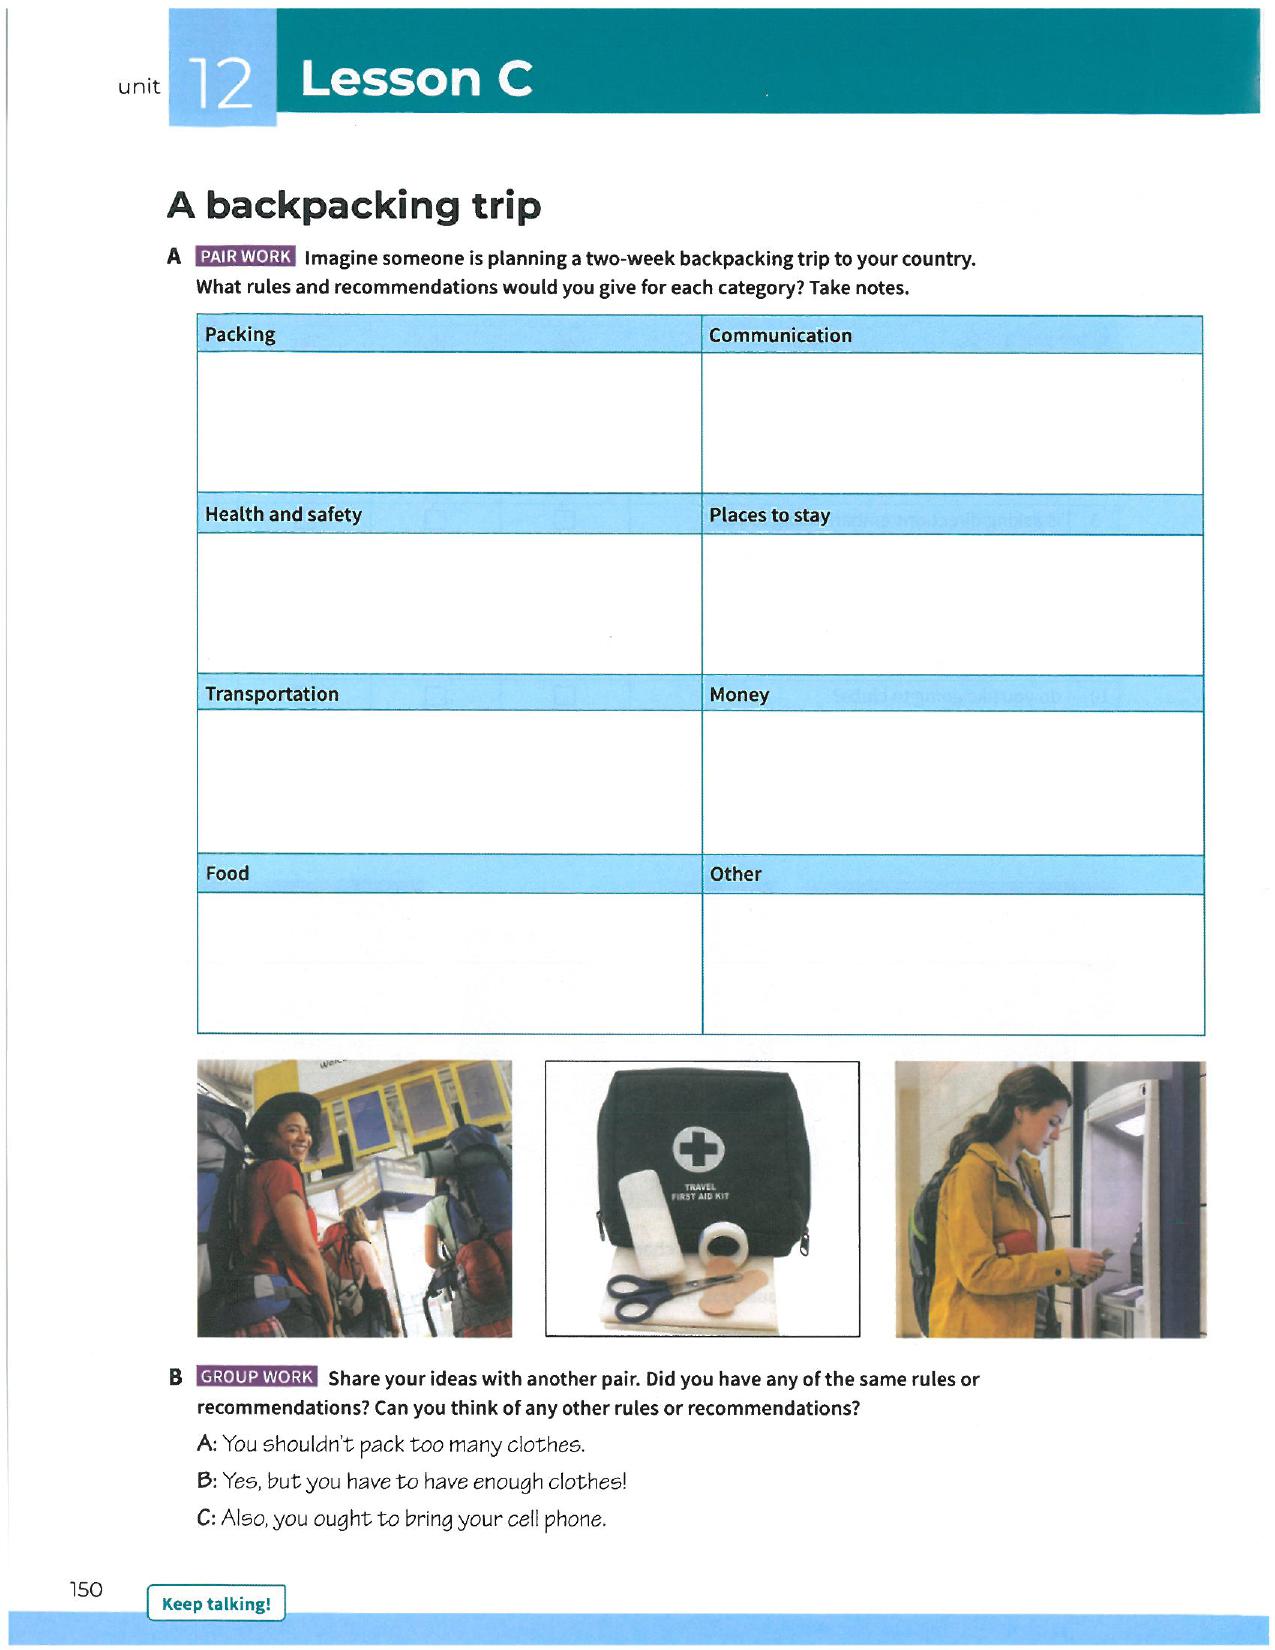 unit 12 Lesson C
A backpacking trip
A PAIR WORK Imagine someone is planning a two-week backpacking trip to your country.
What rules and recommendations would you give for each category? Take notes.
Packing Communication
Health and safety Places to stay
Transportation Money
Food Other
TRAVEL
FIRST AID KIT
B GROUP WORK Share your ideas with another pair. Did you have any of the same rules or
recommendations? Can you think of any other rules or recommendations?
A: You shouldn't pack too many clothes.
B: Yes, but you have to have enough clothes!
C: Also, you ought to bring your cell phone.
150 Keep talking!